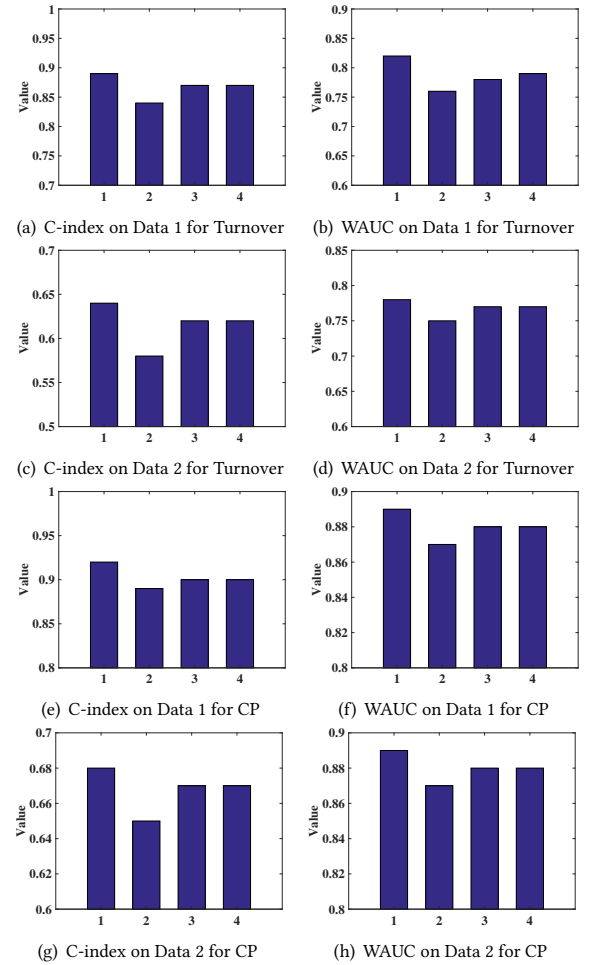 1
0.95
0.9
0.85
0.8
0.75
0.7
Value
1 2 3 4
(a) C-index on Data 1 for Turnover
0.9
0.85
0.8
0.75
0.7
0.65
0.6
Value
1 2 3 4
(b) WAUC on Data 1 for Turnover
0.7
0.65
0.6
0.55
0.5
Value
1 2 3 4
(c) C-index on Data 2 for Turnover
0.85
0.8
0.75
0.7
0.65
0.6
Value
1 2 3 4
(d) WAUC on Data 2 for Turnover
1
0.95
0.9
0.85
0.8
Value
1 2 3 4
(e) C-index on Data 1 for CP
0.9
0.88
0.86
0.84
0.82
0.8
Value
1 2 3 4
(f) WAUC on Data 1 for CP
0.7
0.68
0.66
0.64
0.62
0.6
Value
1 2 3 4
(g) C-index on Data 2 for CP
0.9
0.88
0.86
0.84
0.82
0.8
Value
1 2 3 4
(h) WAUC on Data 2 for CP